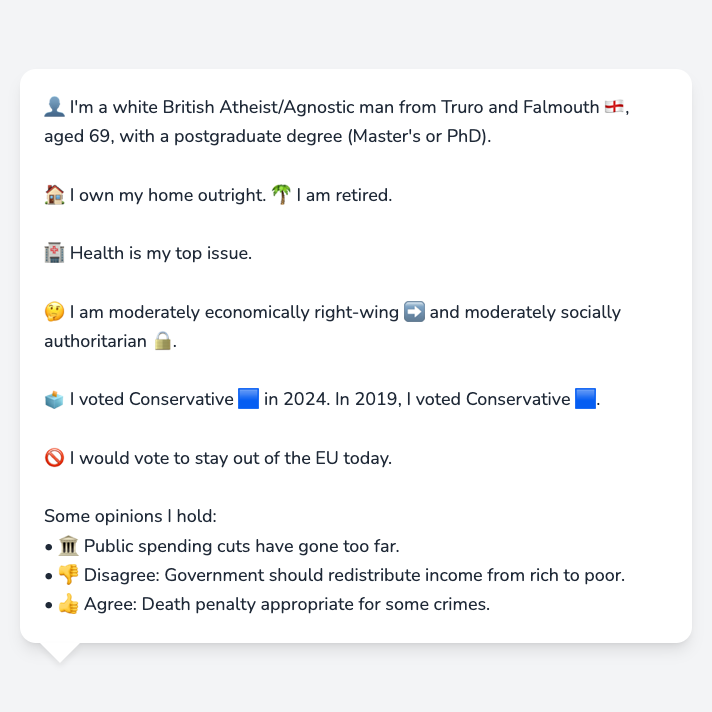 👤 I'm a white British Atheist/Agnostic man from Truro and Falmouth 🏴󠁧󠁢󠁥󠁮󠁧󠁿,
aged 69, with a postgraduate degree (Master's or PhD).
🏠 I own my home outright. 🌴 I am retired.
🏥 Health is my top issue.
🤔 I am moderately economically right-wing ➡️ and moderately socially
authoritarian 🔒.
🗳️ I voted Conservative 🟦 in 2024. In 2019, I voted Conservative 🟦.
🚫 I would vote to stay out of the EU today.
Some opinions I hold:
• 🏛️ Public spending cuts have gone too far.
• 👎 Disagree: Government should redistribute income from rich to poor.
• 👍 Agree: Death penalty appropriate for some crimes.